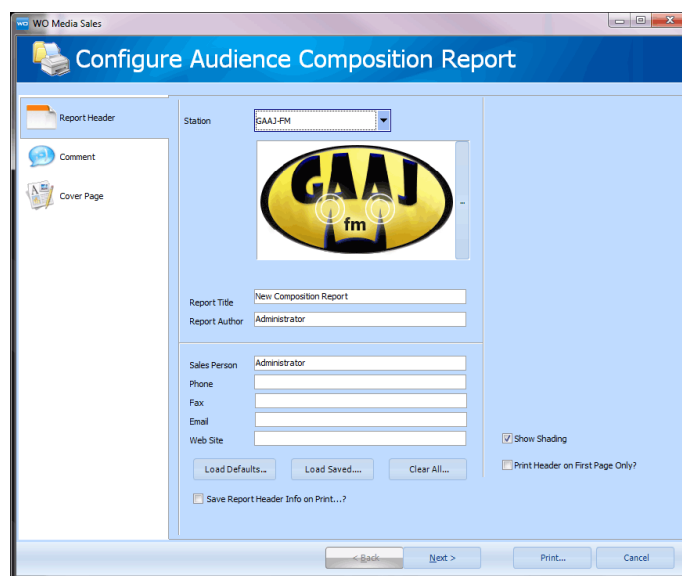 WO WO Media Sales
Configure Audience Composition Report
Report Header
Comment
Cover Page
Station GAAJ-FM
GAAJ
fm
...
Report Title New Composition Report
Report Author Administrator
Sales Person Administrator
Phone
Fax
Email
Web Site
Show Shading
Load Defaults... Load Saved.... Clear All...
Print Header on First Page Only?
Save Report Header Info on Print...?
< Back Next > Print... Cancel